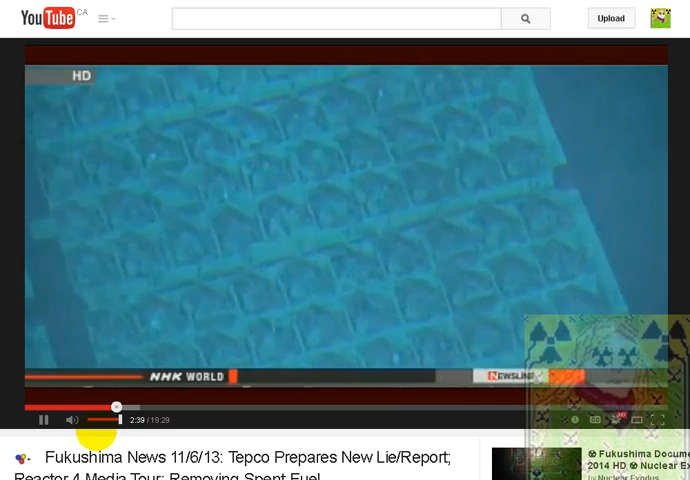 YouTube CA
Upload
HD
NHK WORLD
NEWSLINE
HD
2:39 / 19:29
Fukushima News 11/6/13: Tepco Prepares New Lie/Report;
Reactor 4 Media Tour; Removing Spent Fuel
☢ Fukushima Docume
2014 HD ☢ Nuclear Ex
by Nuclear Exodus